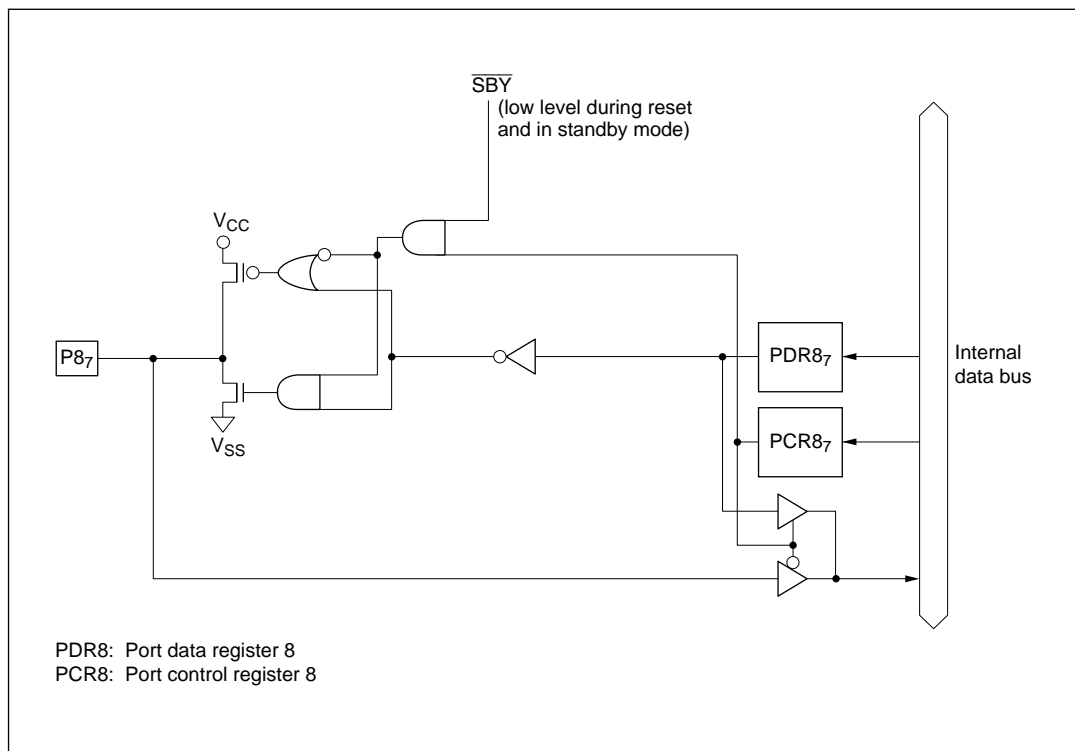 SBY
(low level during reset
and in standby mode)
VCC
P87
PDR87
Internal
data bus
PCR87
VSS
PDR8: Port data register 8
PCR8: Port control register 8